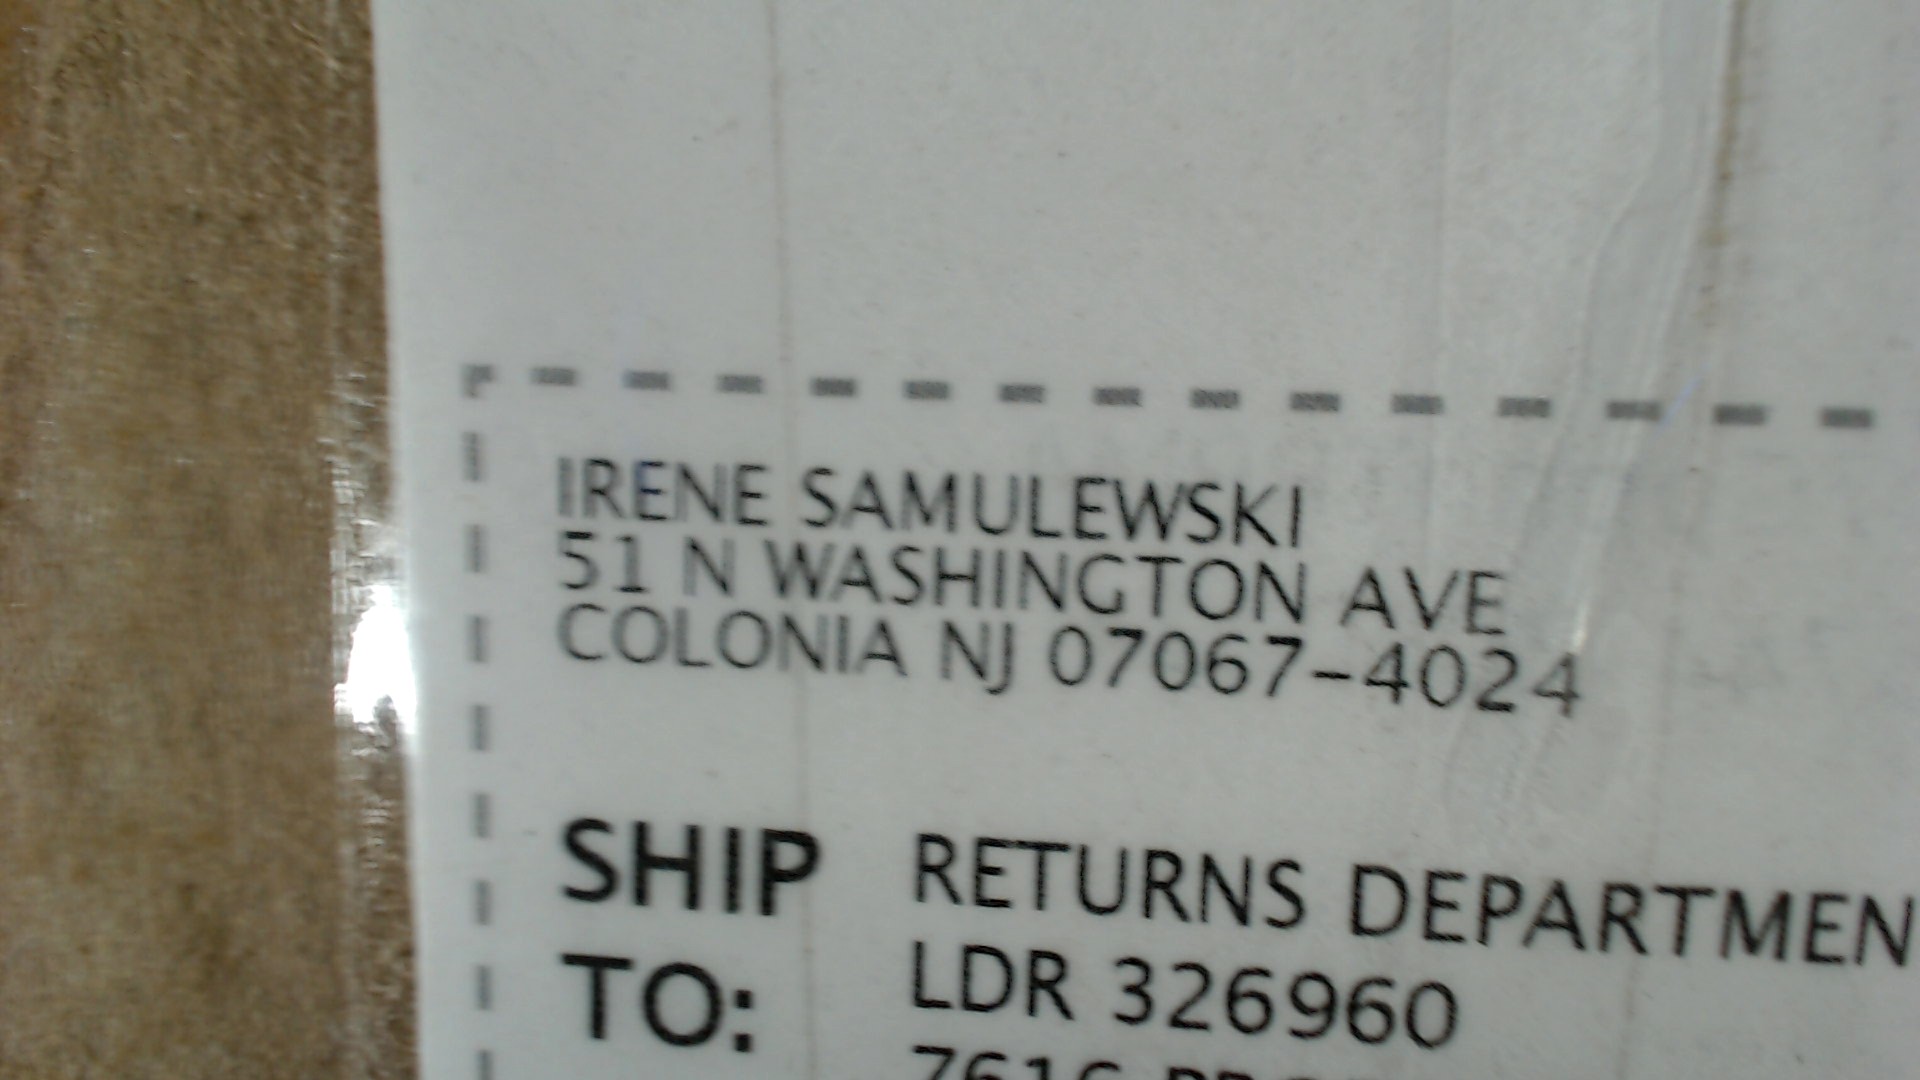 IRENE SAMULEWSKI
51 N WASHINGTON AVE
COLONIA NJ 07067-4024
SHIP TO:
RETURNS DEPARTMEN
LDR 326960